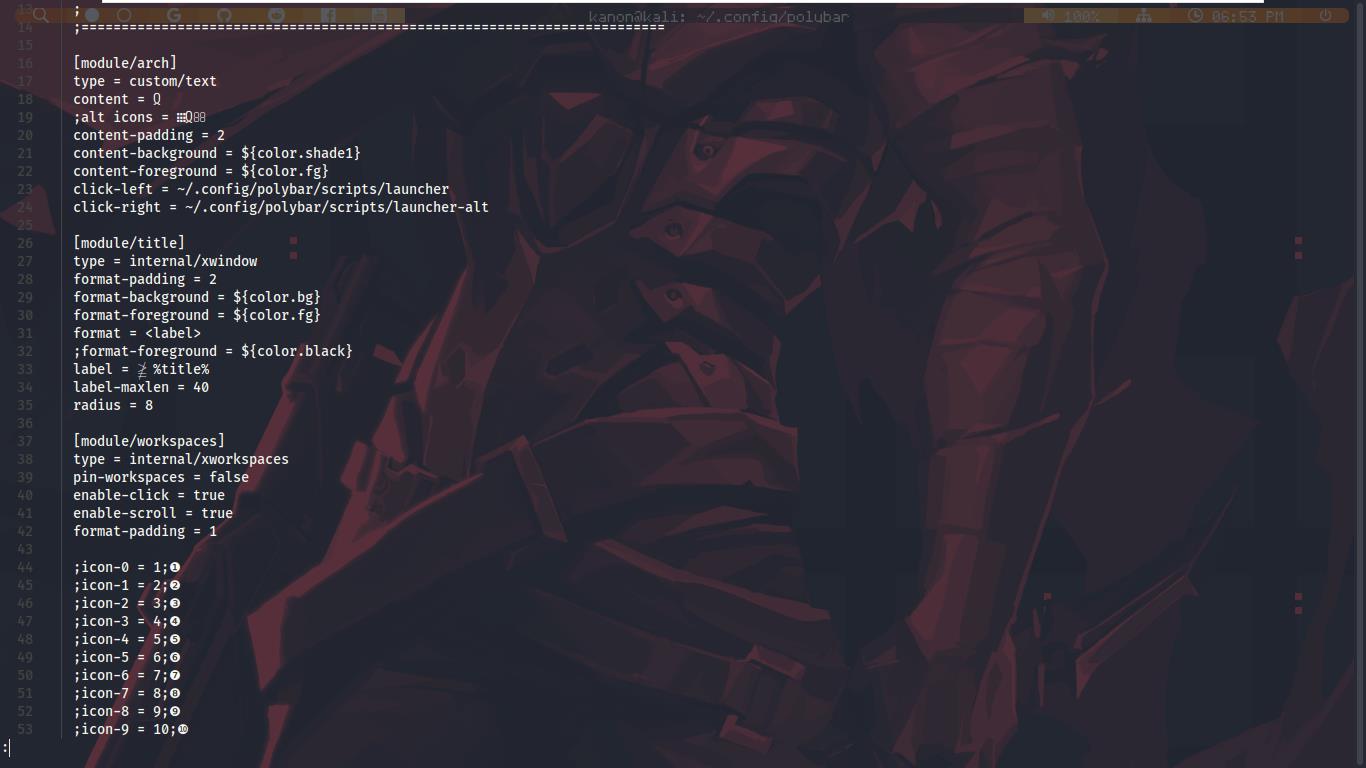 kanon@kali: ~/.config/polybar
100%
06:53 PM
13 ;
14 ;=========================================================================
15
16 [module/arch]
17 type = custom/text
18 content =
19 ;alt icons =
20 content-padding = 2
21 content-background = ${color.shade1}
22 content-foreground = ${color.fg}
23 click-left = ~/.config/polybar/scripts/launcher
24 click-right = ~/.config/polybar/scripts/launcher-alt
25
26 [module/title]
27 type = internal/xwindow
28 format-padding = 2
29 format-background = ${color.bg}
30 format-foreground = ${color.fg}
31 format = <label>
32 ;format-foreground = ${color.black}
33 label = %title%
34 label-maxlen = 40
35 radius = 8
36
37 [module/workspaces]
38 type = internal/xworkspaces
39 pin-workspaces = false
40 enable-click = true
41 enable-scroll = true
42 format-padding = 1
43
44 ;icon-0 = 1;❶
45 ;icon-1 = 2;❷
46 ;icon-2 = 3;❸
47 ;icon-3 = 4;❹
48 ;icon-4 = 5;❺
49 ;icon-5 = 6;❻
50 ;icon-6 = 7;❼
51 ;icon-7 = 8;❽
52 ;icon-8 = 9;❾
53 ;icon-9 = 10;❿
: